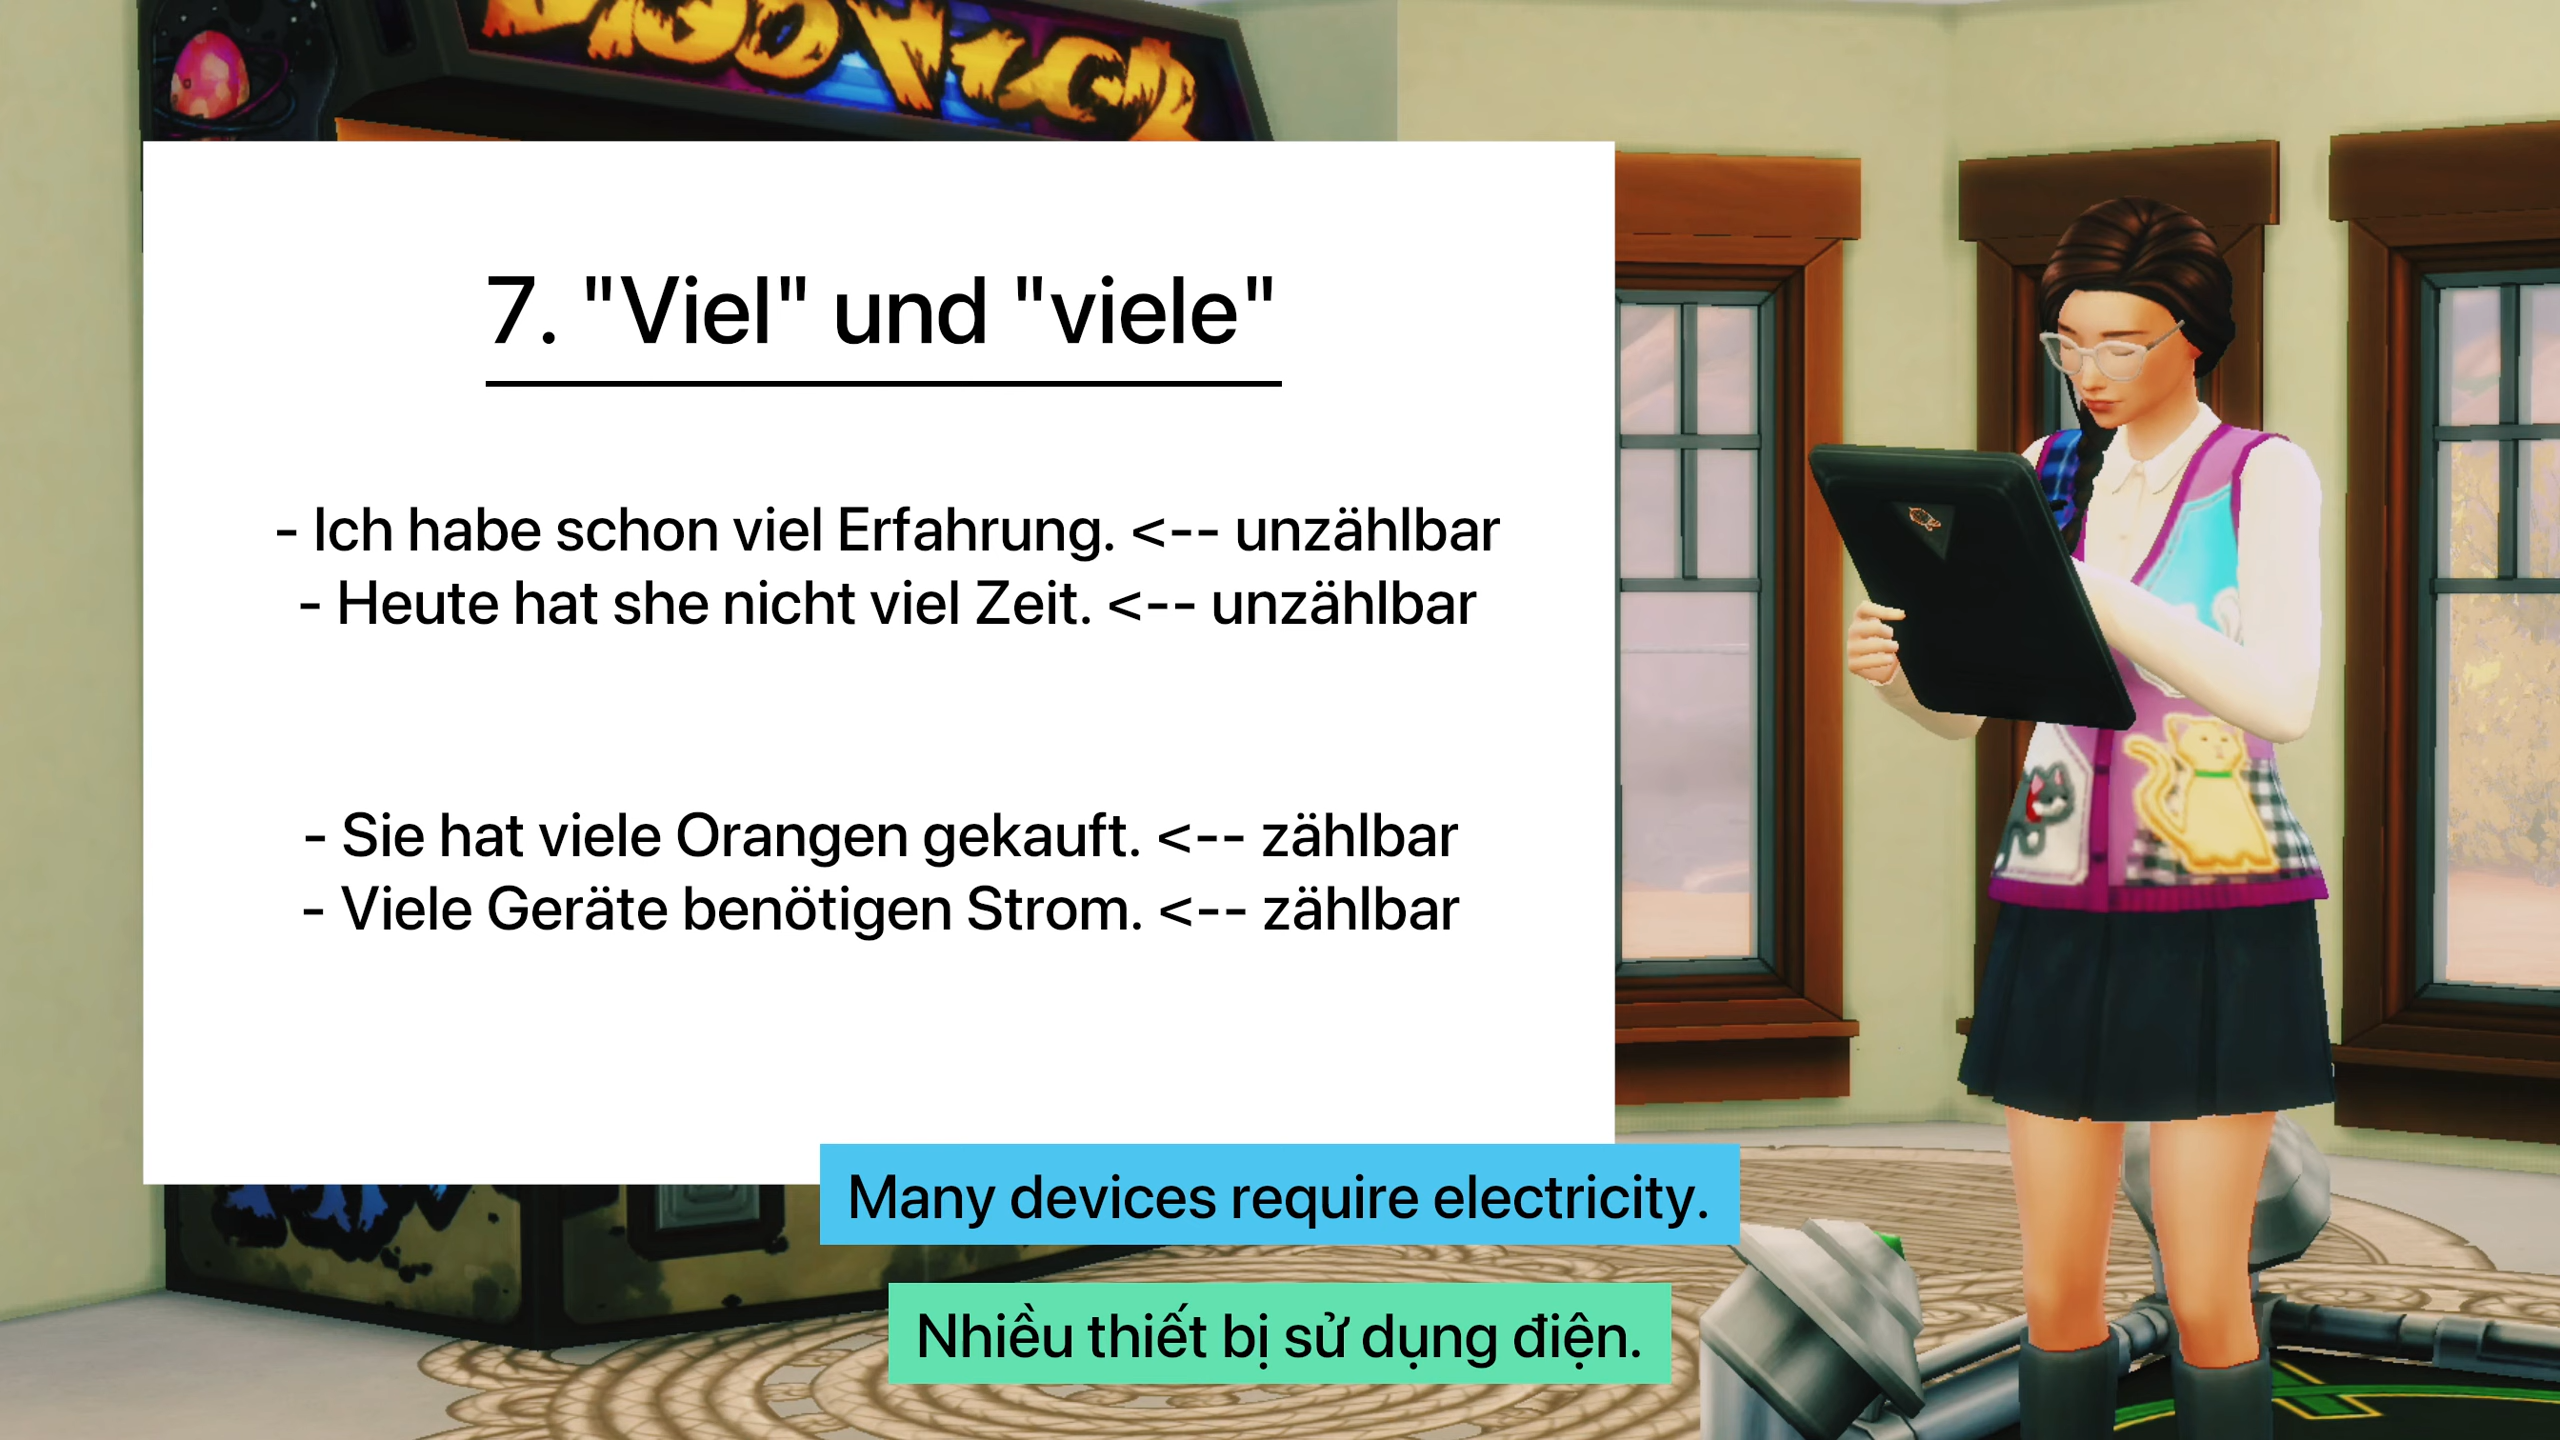 7. "Viel" und "viele"
- Ich habe schon viel Erfahrung. <-- unzählbar
- Heute hat she nicht viel Zeit. <-- unzählbar
- Sie hat viele Orangen gekauft. <-- zählbar
- Viele Geräte benötigen Strom. <-- zählbar
Many devices require electricity.
Nhiều thiết bị sử dụng điện.